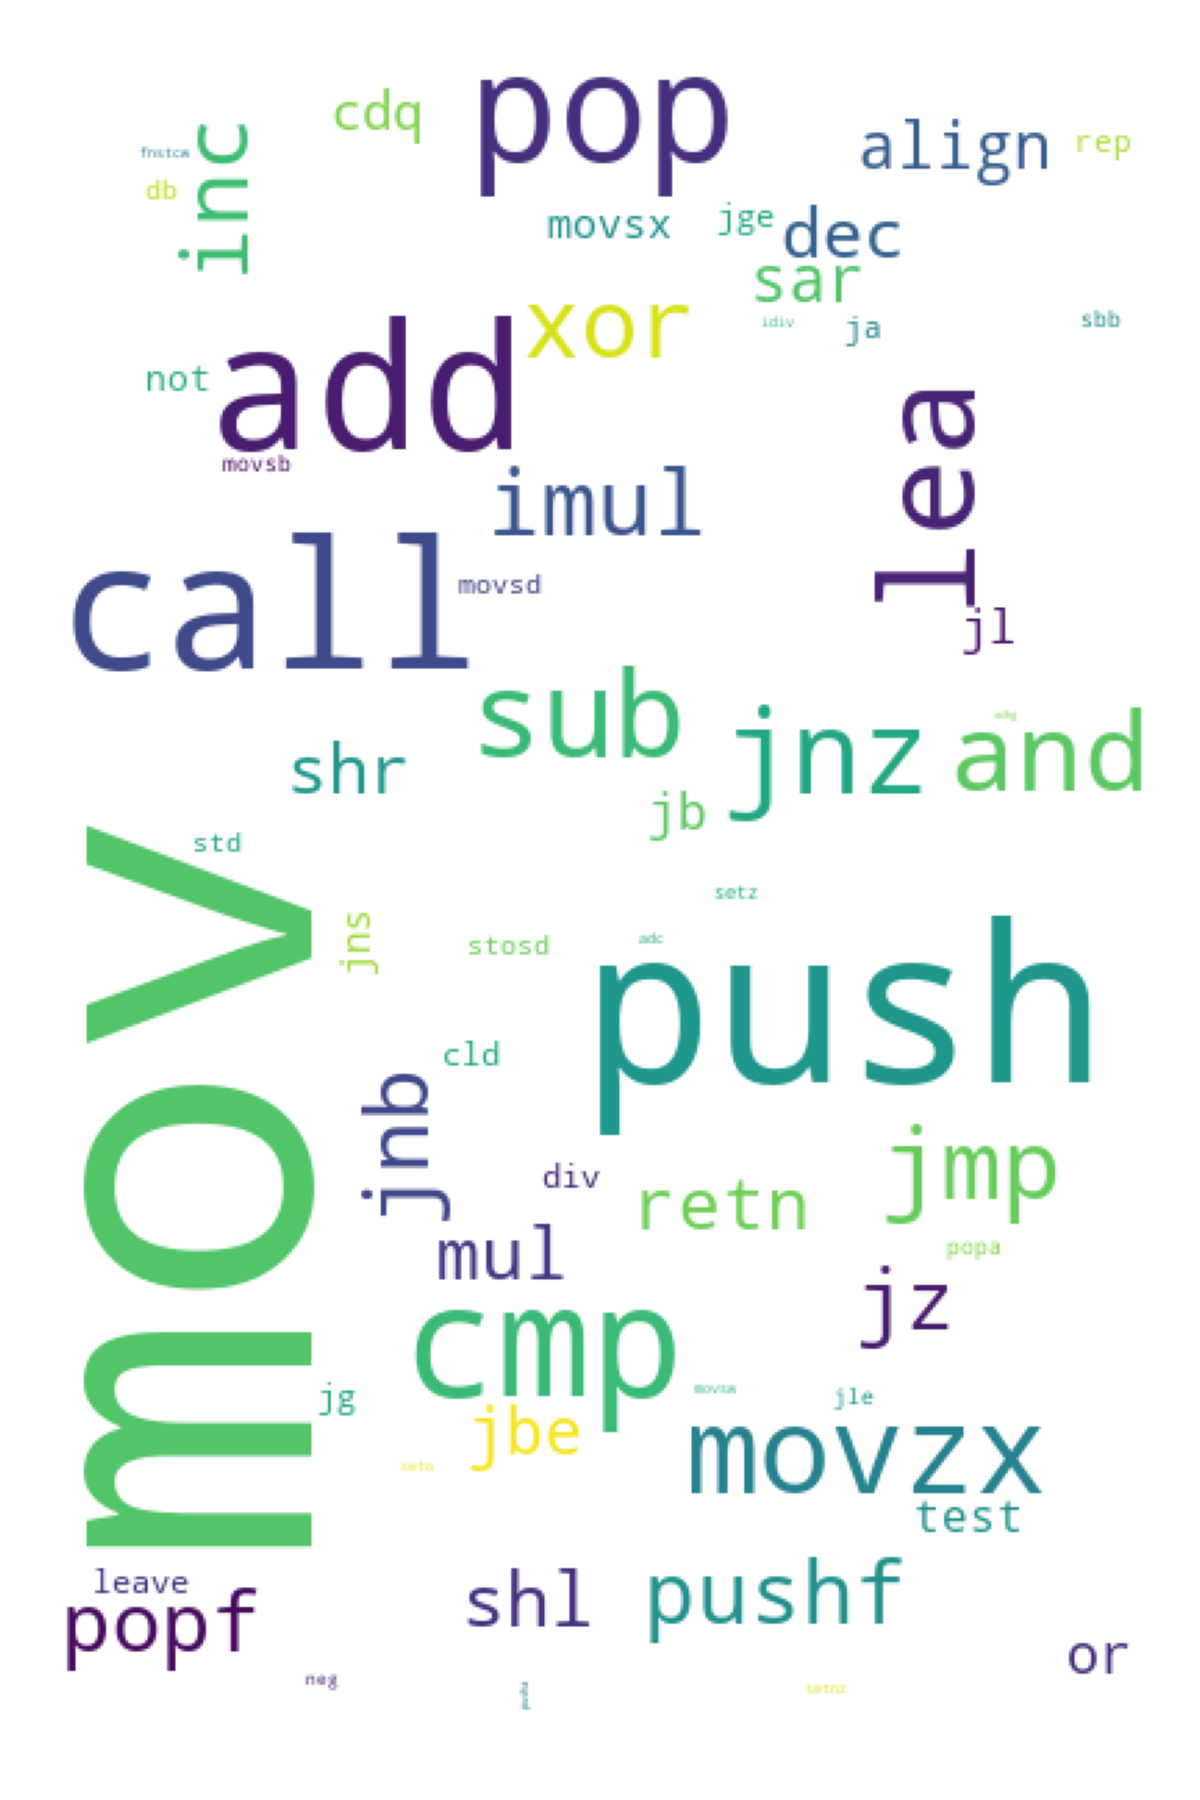 pop
cdq
inc
align
rep
fnstcw
db
movsx
jge
dec
sar
xor
idiv
ja
sbb
add
not
lea
movsb
imul
call
movsd
jl
sub
jnz
and
shr
jb
mov
std
setz
jns
stosd
adc
push
cld
jnb
div
retn
jmp
mul
popa
jz
cmp
jg
movsw
jle
jbe
movzx
seto
test
leave
popf
shl
pushf
or
neg
pusha
setnz